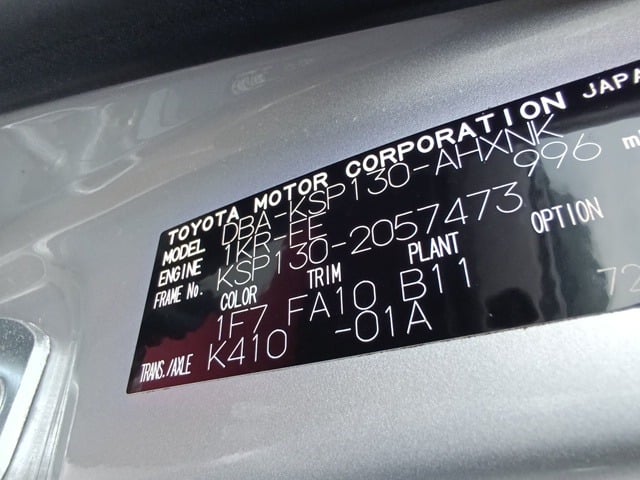 TOYOTA MOTOR CORPORATION JAPA
MODEL DBA-KSP130-AHXNK
ENGINE 1KR-FE 996 m
FRAME No. KSP130-2057473
COLOR TRIM PLANT OPTION
1F7 FA10 B11 72
TRANS./AXLE K410 -01A